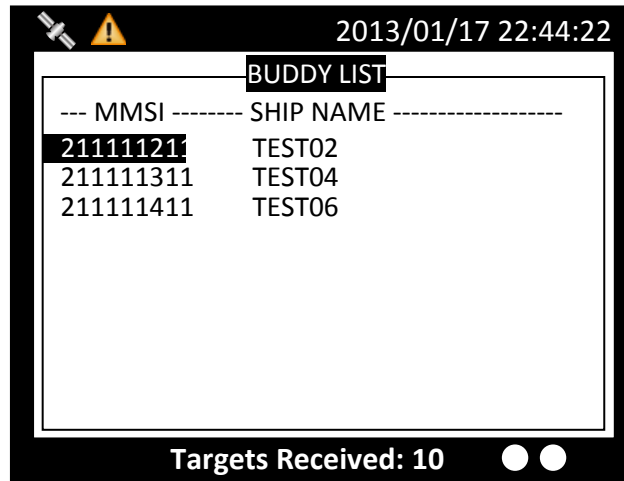 2013/01/17 22:44:22
BUDDY LIST
--- MMSI -------- SHIP NAME -------------------
211111211 TEST02
211111311 TEST04
211111411 TEST06
Targets Received: 10